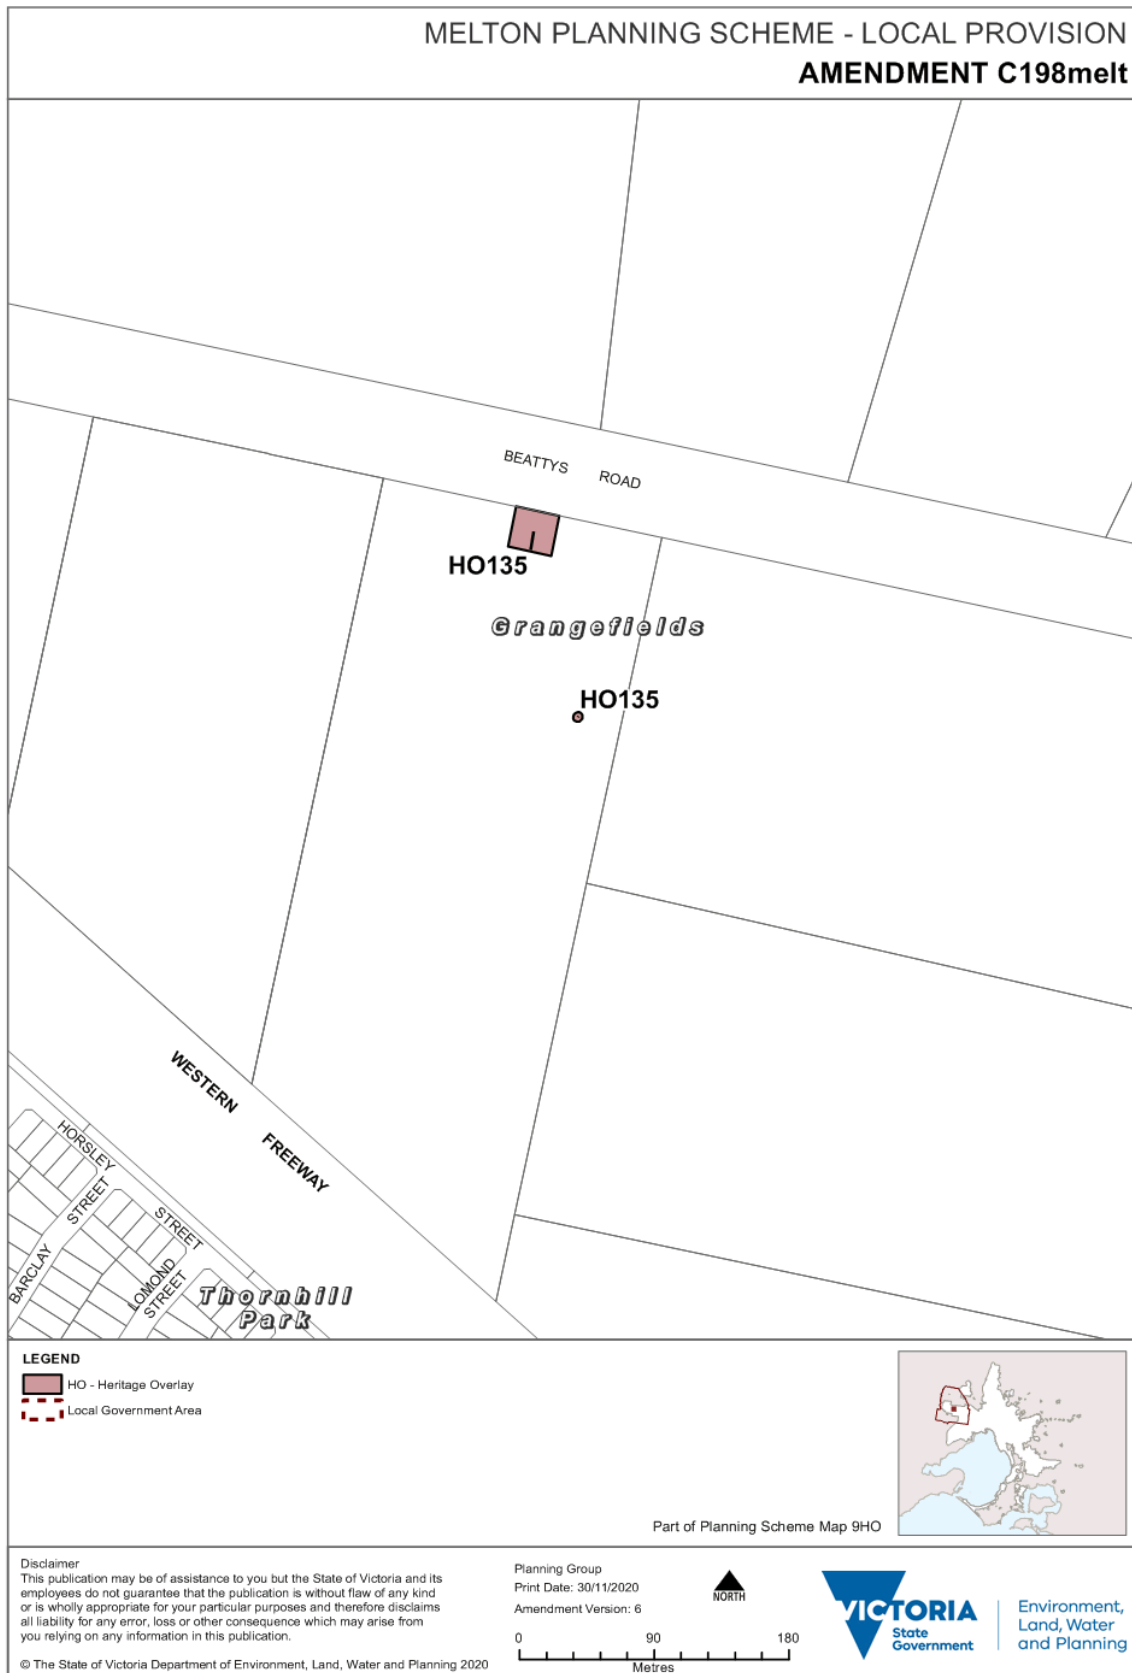 MELTON PLANNING SCHEME - LOCAL PROVISION
AMENDMENT C198melt
BEATTYS ROAD
HO135
Grangefields
HO135
WESTERN FREEWAY
HORSLEY STREET
BARCLAY STREET
LOMOND STREET
Thornhill
Park
LEGEND
HO - Heritage Overlay
Local Government Area
Part of Planning Scheme Map 9HO
Disclaimer
This publication may be of assistance to you but the State of Victoria and its
employees do not guarantee that the publication is without flaw of any kind
or is wholly appropriate for your particular purposes and therefore disclaims
all liability for any error, loss or other consequence which may arise from
you relying on any information in this publication.
© The State of Victoria Department of Environment, Land, Water and Planning 2020
Planning Group
Print Date: 30/11/2020
Amendment Version: 6
NORTH
0 90 180
Metres
VICTORIA
State
Government
Environment,
Land, Water
and Planning